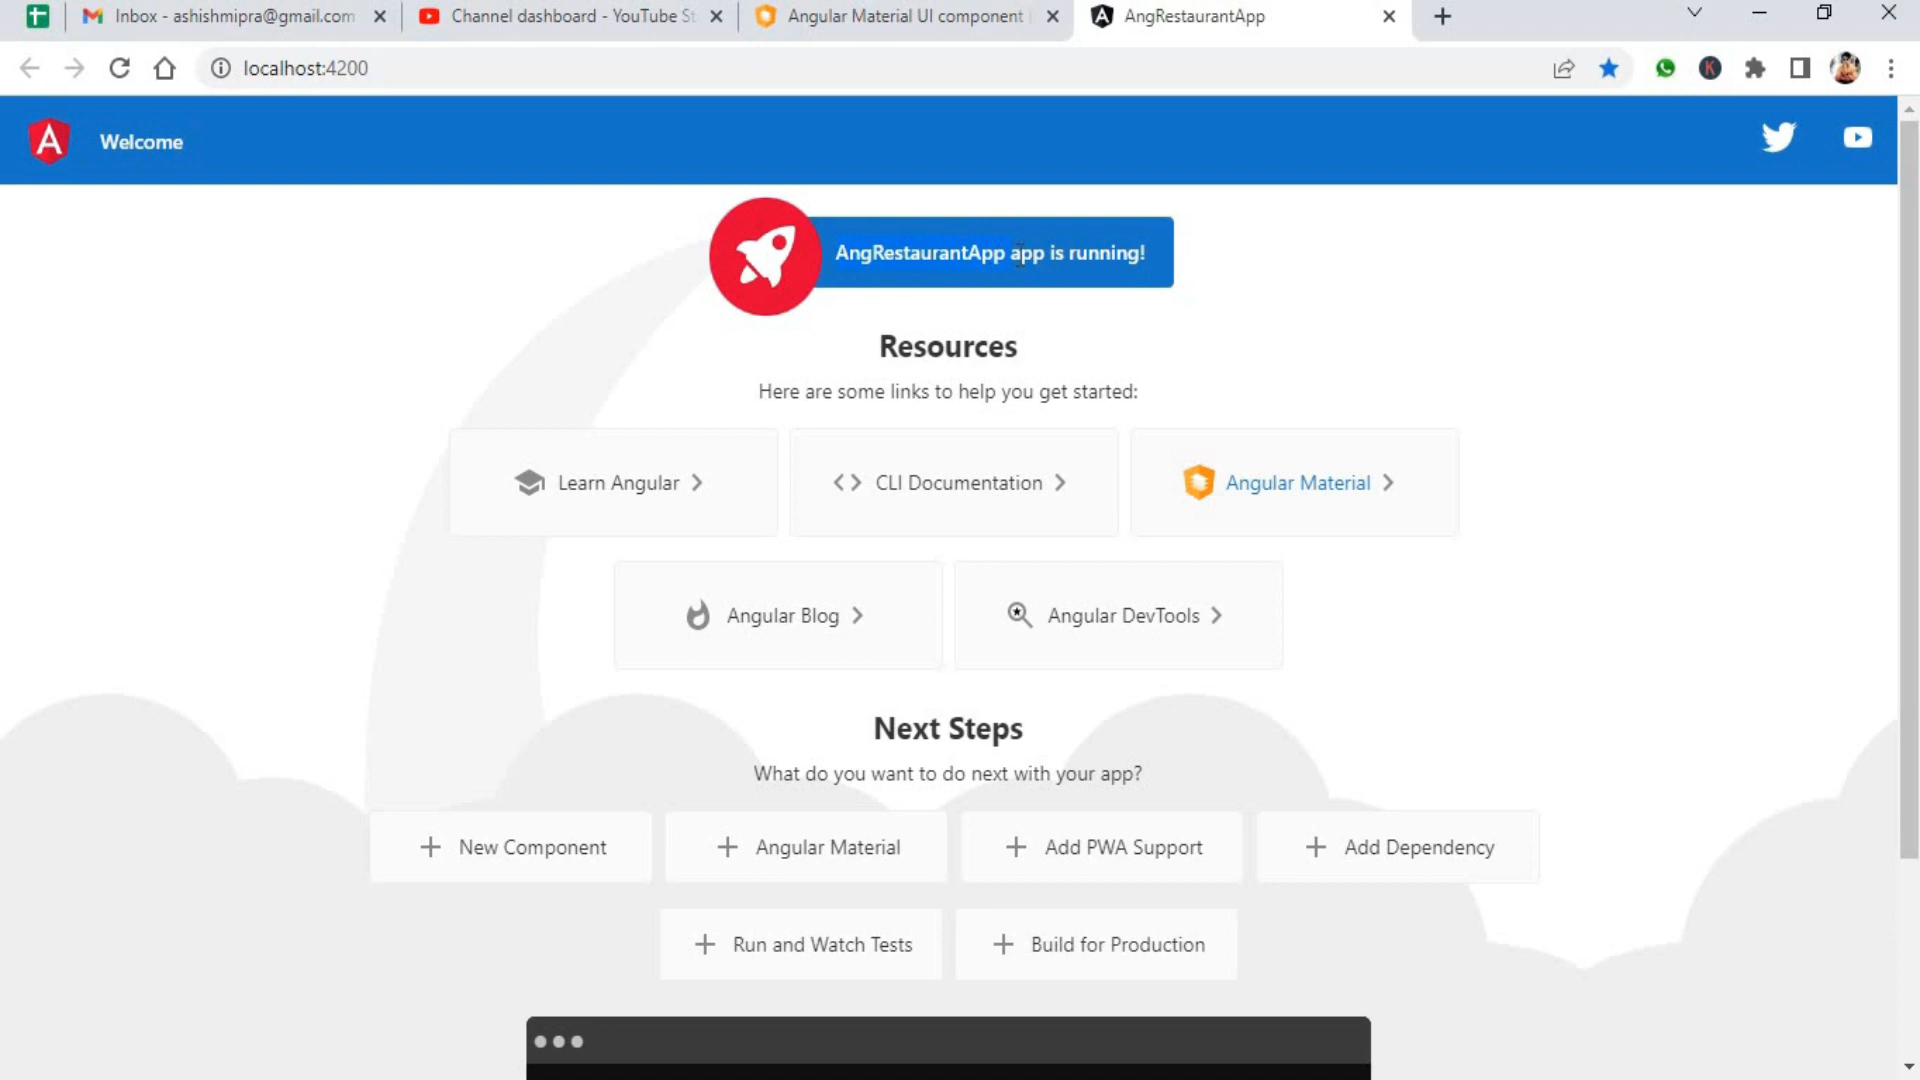 Inbox - ashishmipra@gmail.com
Channel dashboard - YouTube St
Angular Material UI component
AngRestaurantApp
localhost:4200
K
A
Welcome
AngRestaurantApp app is running!
Resources
Here are some links to help you get started:
Learn Angular
CLI Documentation
Angular Material
Angular Blog
Angular DevTools
Next Steps
What do you want to do next with your app?
New Component
Angular Material
Add PWA Support
Add Dependency
Run and Watch Tests
Build for Production